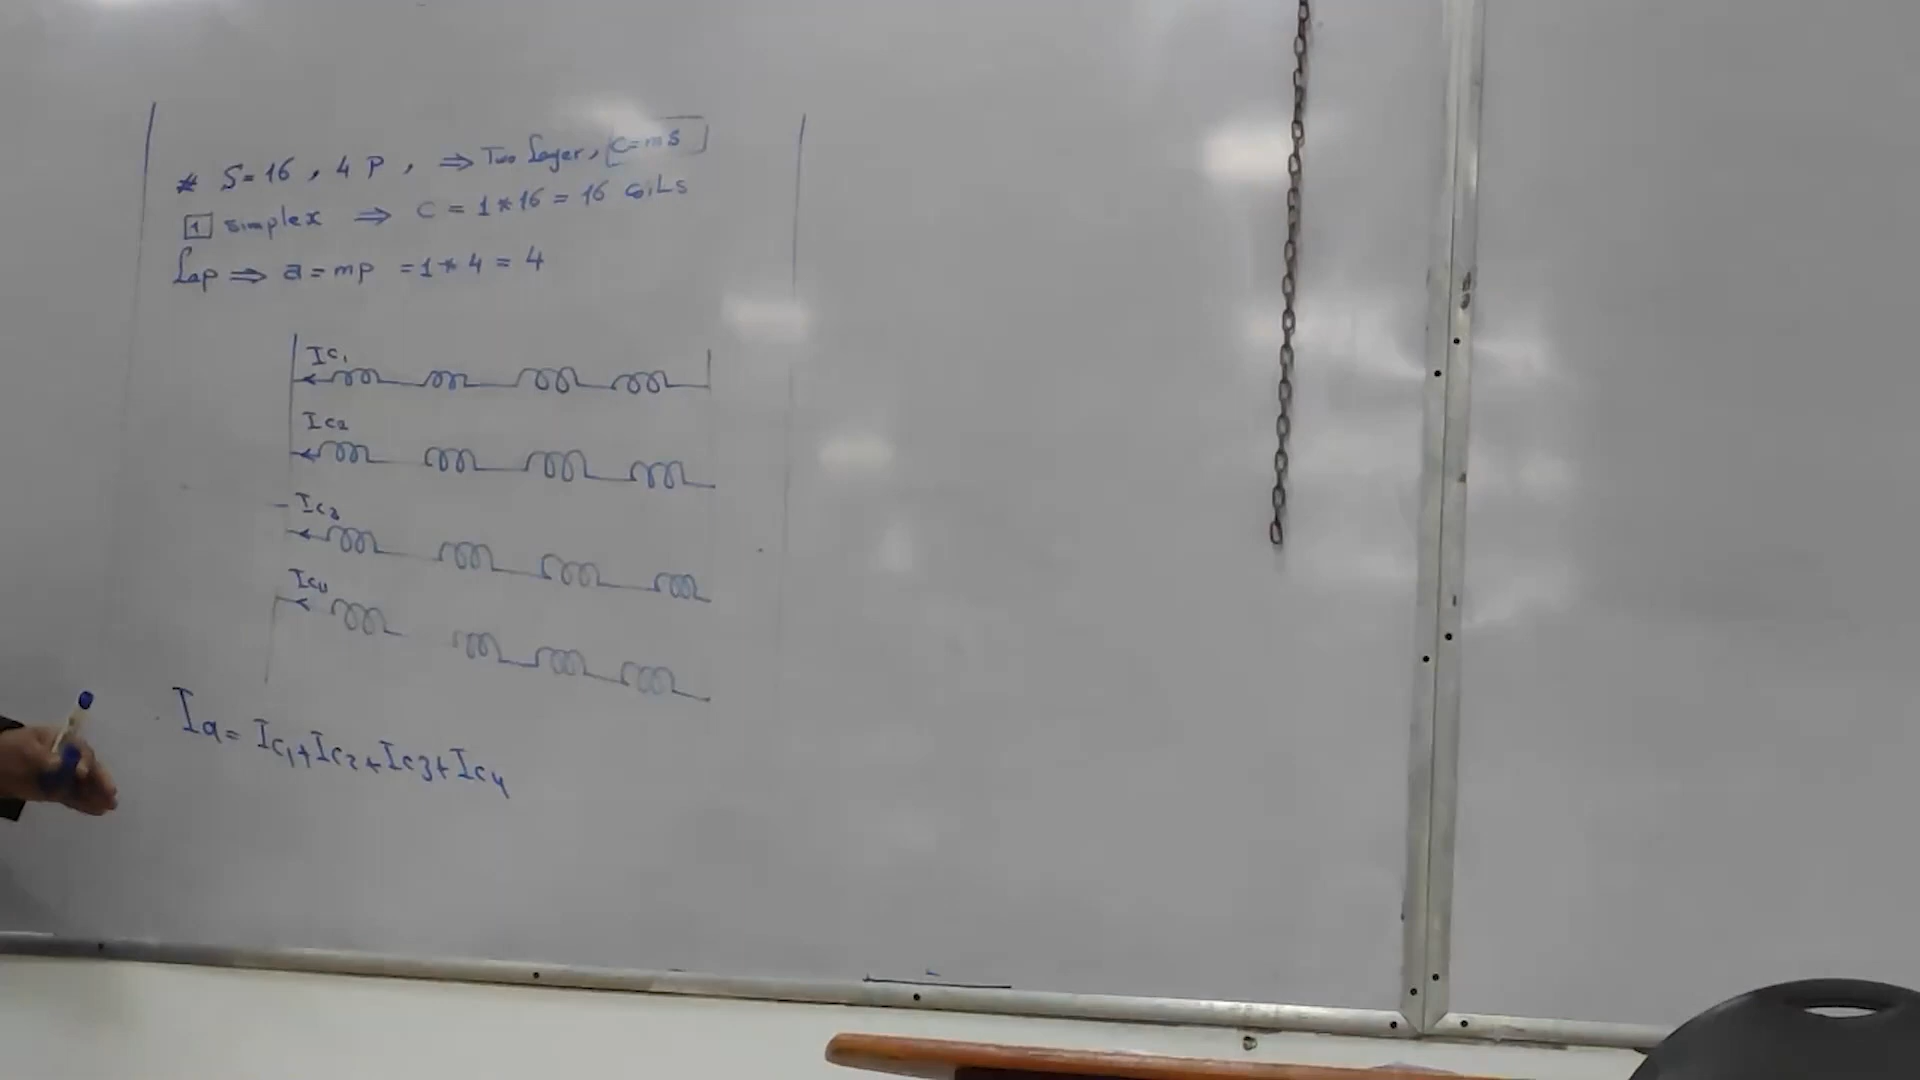 # S=16, 4 P, ⇒ Two Layer, C=mS
1 simplex ⇒ C = 1*16 = 16 coiLs
Lap ⇒ a = mp = 1*4 = 4
Ic1
Ic2
Ic3
Ic4
Ia = Ic1+Ic2+Ic3+Ic4